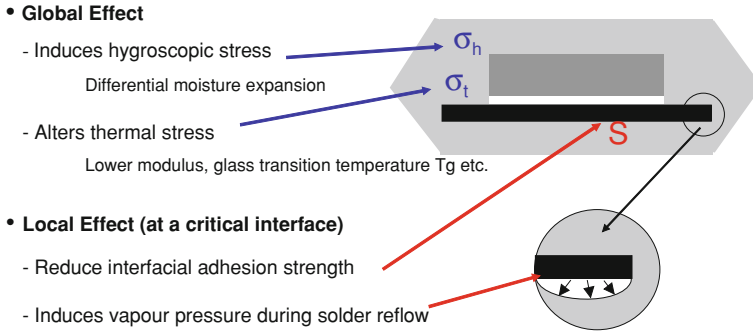 • Global Effect
- Induces hygroscopic stress
Differential moisture expansion
- Alters thermal stress
Lower modulus, glass transition temperature Tg etc.
• Local Effect (at a critical interface)
- Reduce interfacial adhesion strength
- Induces vapour pressure during solder reflow
σh
σt
S